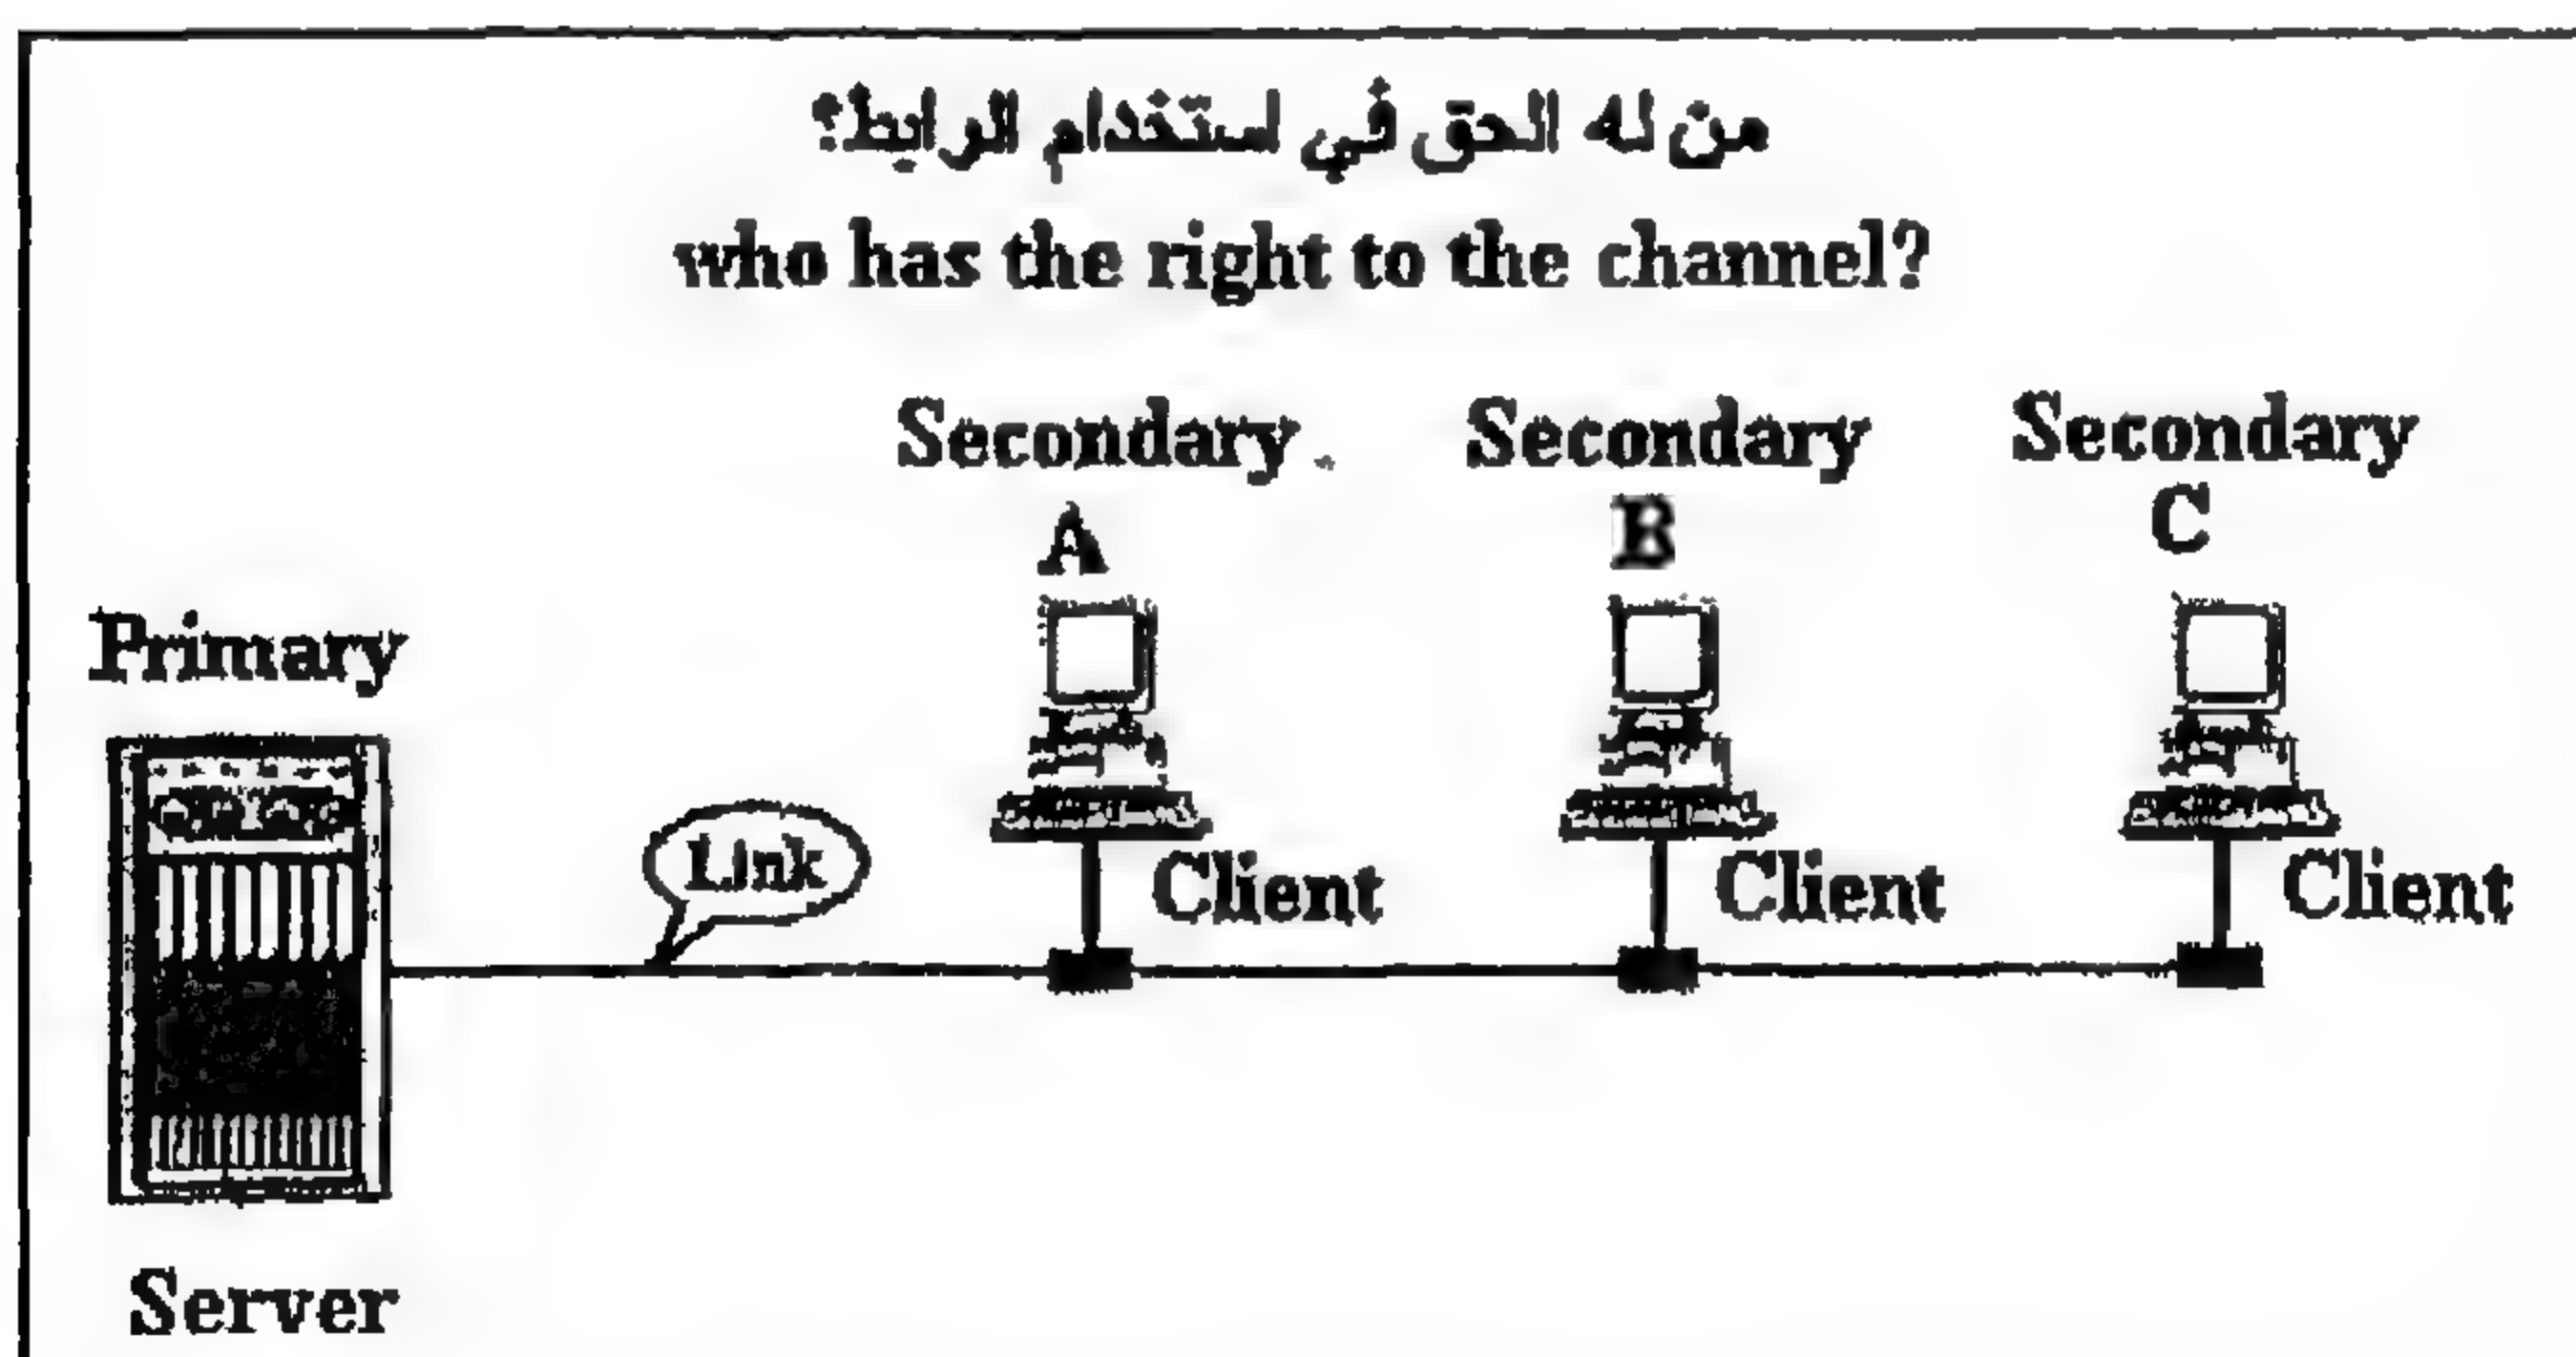 من له الحق في استخدام الرابط؟
who has the right to the channel?
Secondary
A
Secondary
B
Secondary
C
Primary
Link
Client
Client
Client
Server